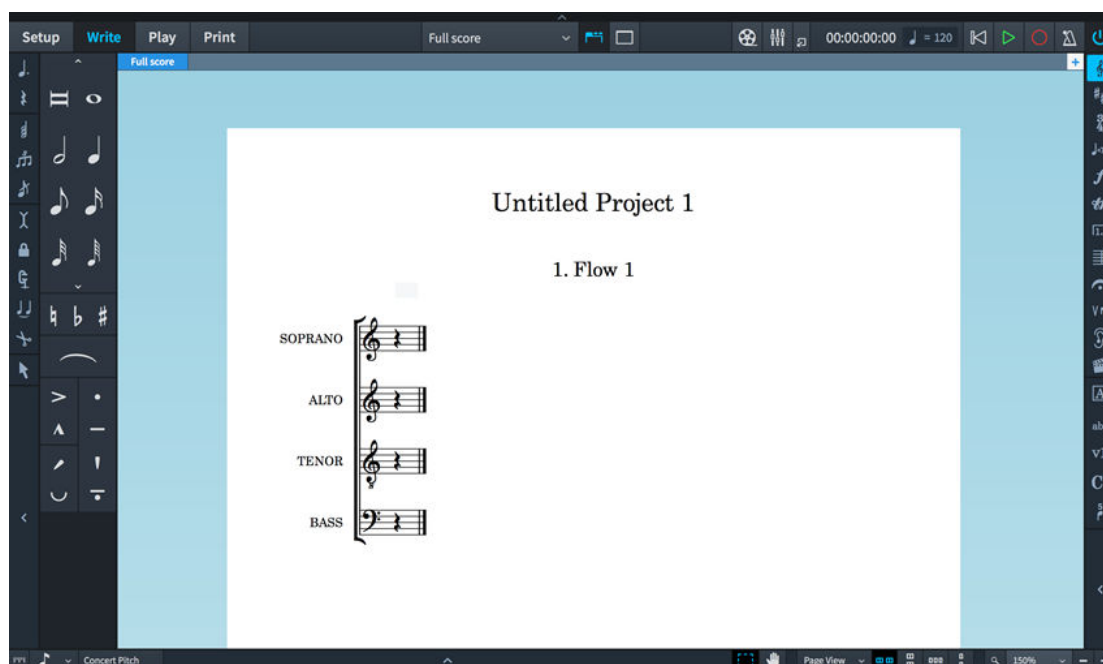 Setup Write Play Print Full score 00:00:00:00 = 120
Full score
Untitled Project 1
1. Flow 1
SOPRANO
ALTO
TENOR
BASS
Concert Pitch Page View 150%